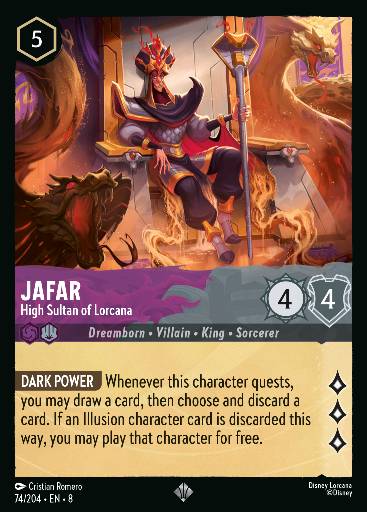 5
JAFAR
High Sultan of Lorcana
4 4
Dreamborn • Villain • King • Sorcerer
DARK POWER Whenever this character quests,
you may draw a card, then choose and discard a
card. If an Illusion character card is discarded this
way, you may play that character for free.
Cristian Romero
74/204 • EN • 8
Disney Lorcana
©Disney